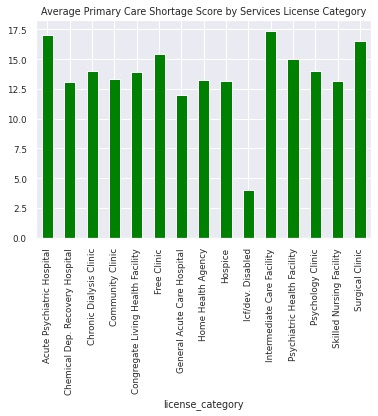 Average Primary Care Shortage Score by Services License Category
17.5
15.0
12.5
10.0
7.5
5.0
2.5
0.0
Acute Psychiatric Hospital
Chemical Dep. Recovery Hospital
Chronic Dialysis Clinic
Community Clinic
Congregate Living Health Facility
Free Clinic
General Acute Care Hospital
Home Health Agency
Hospice
Icf/dev. Disabled
Intermediate Care Facility
Psychiatric Health Facility
Psychology Clinic
Skilled Nursing Facility
Surgical Clinic
license_category